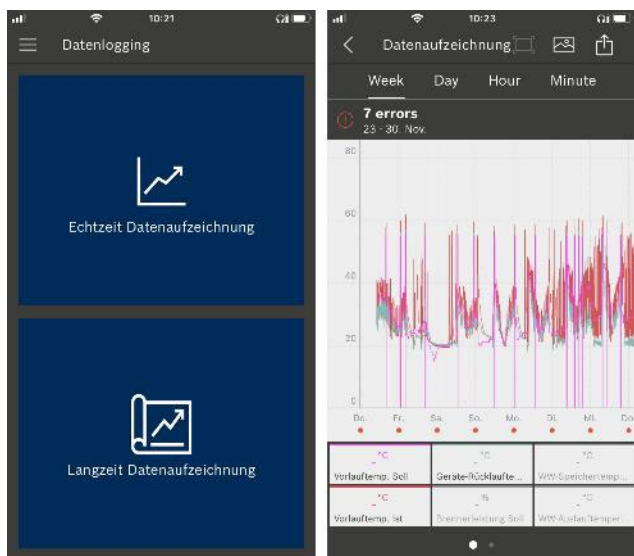 10:21
Datenlogging
Echtzeit Datenaufzeichnung
Langzeit Datenaufzeichnung
10:23
Datenaufzeichnung
Week Day Hour Minute
7 errors
23 - 30. Nov.
80
60
40
20
0
Do. Fr. Sa. So. Mo. Di. Mi. Do
°C °C °C
Vorlauftemp. Soll Geräte-Rücklaufte... WW-Speichertemp...
°C % °C
Vorlauftemp. Ist Brennerleistung Soll WW-Auslauftemper...